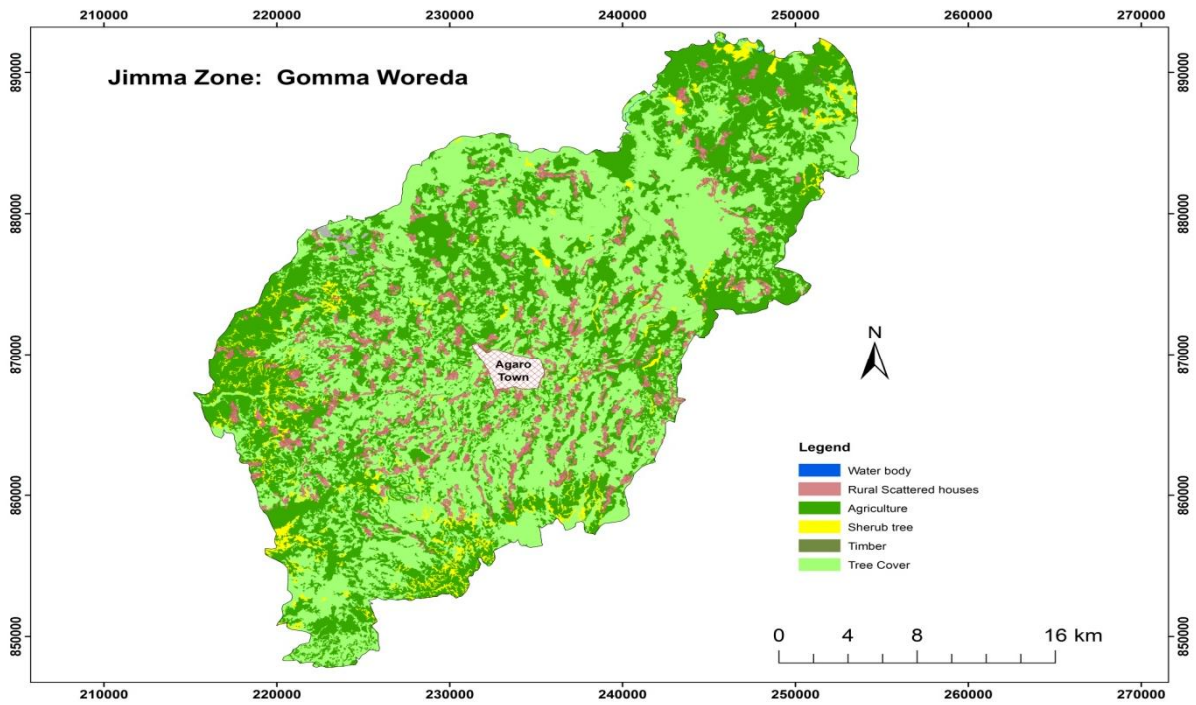 210000 220000 230000 240000 250000 260000 270000
Jimma Zone: Gomma Woreda
890000 890000
880000 880000
870000 870000
860000 860000
850000 850000
Agaro
Town
N
Legend
Water body
Rural Scattered houses
Agriculture
Sherub tree
Timber
Tree Cover
0 4 8 16 km
210000 220000 230000 240000 250000 260000 270000